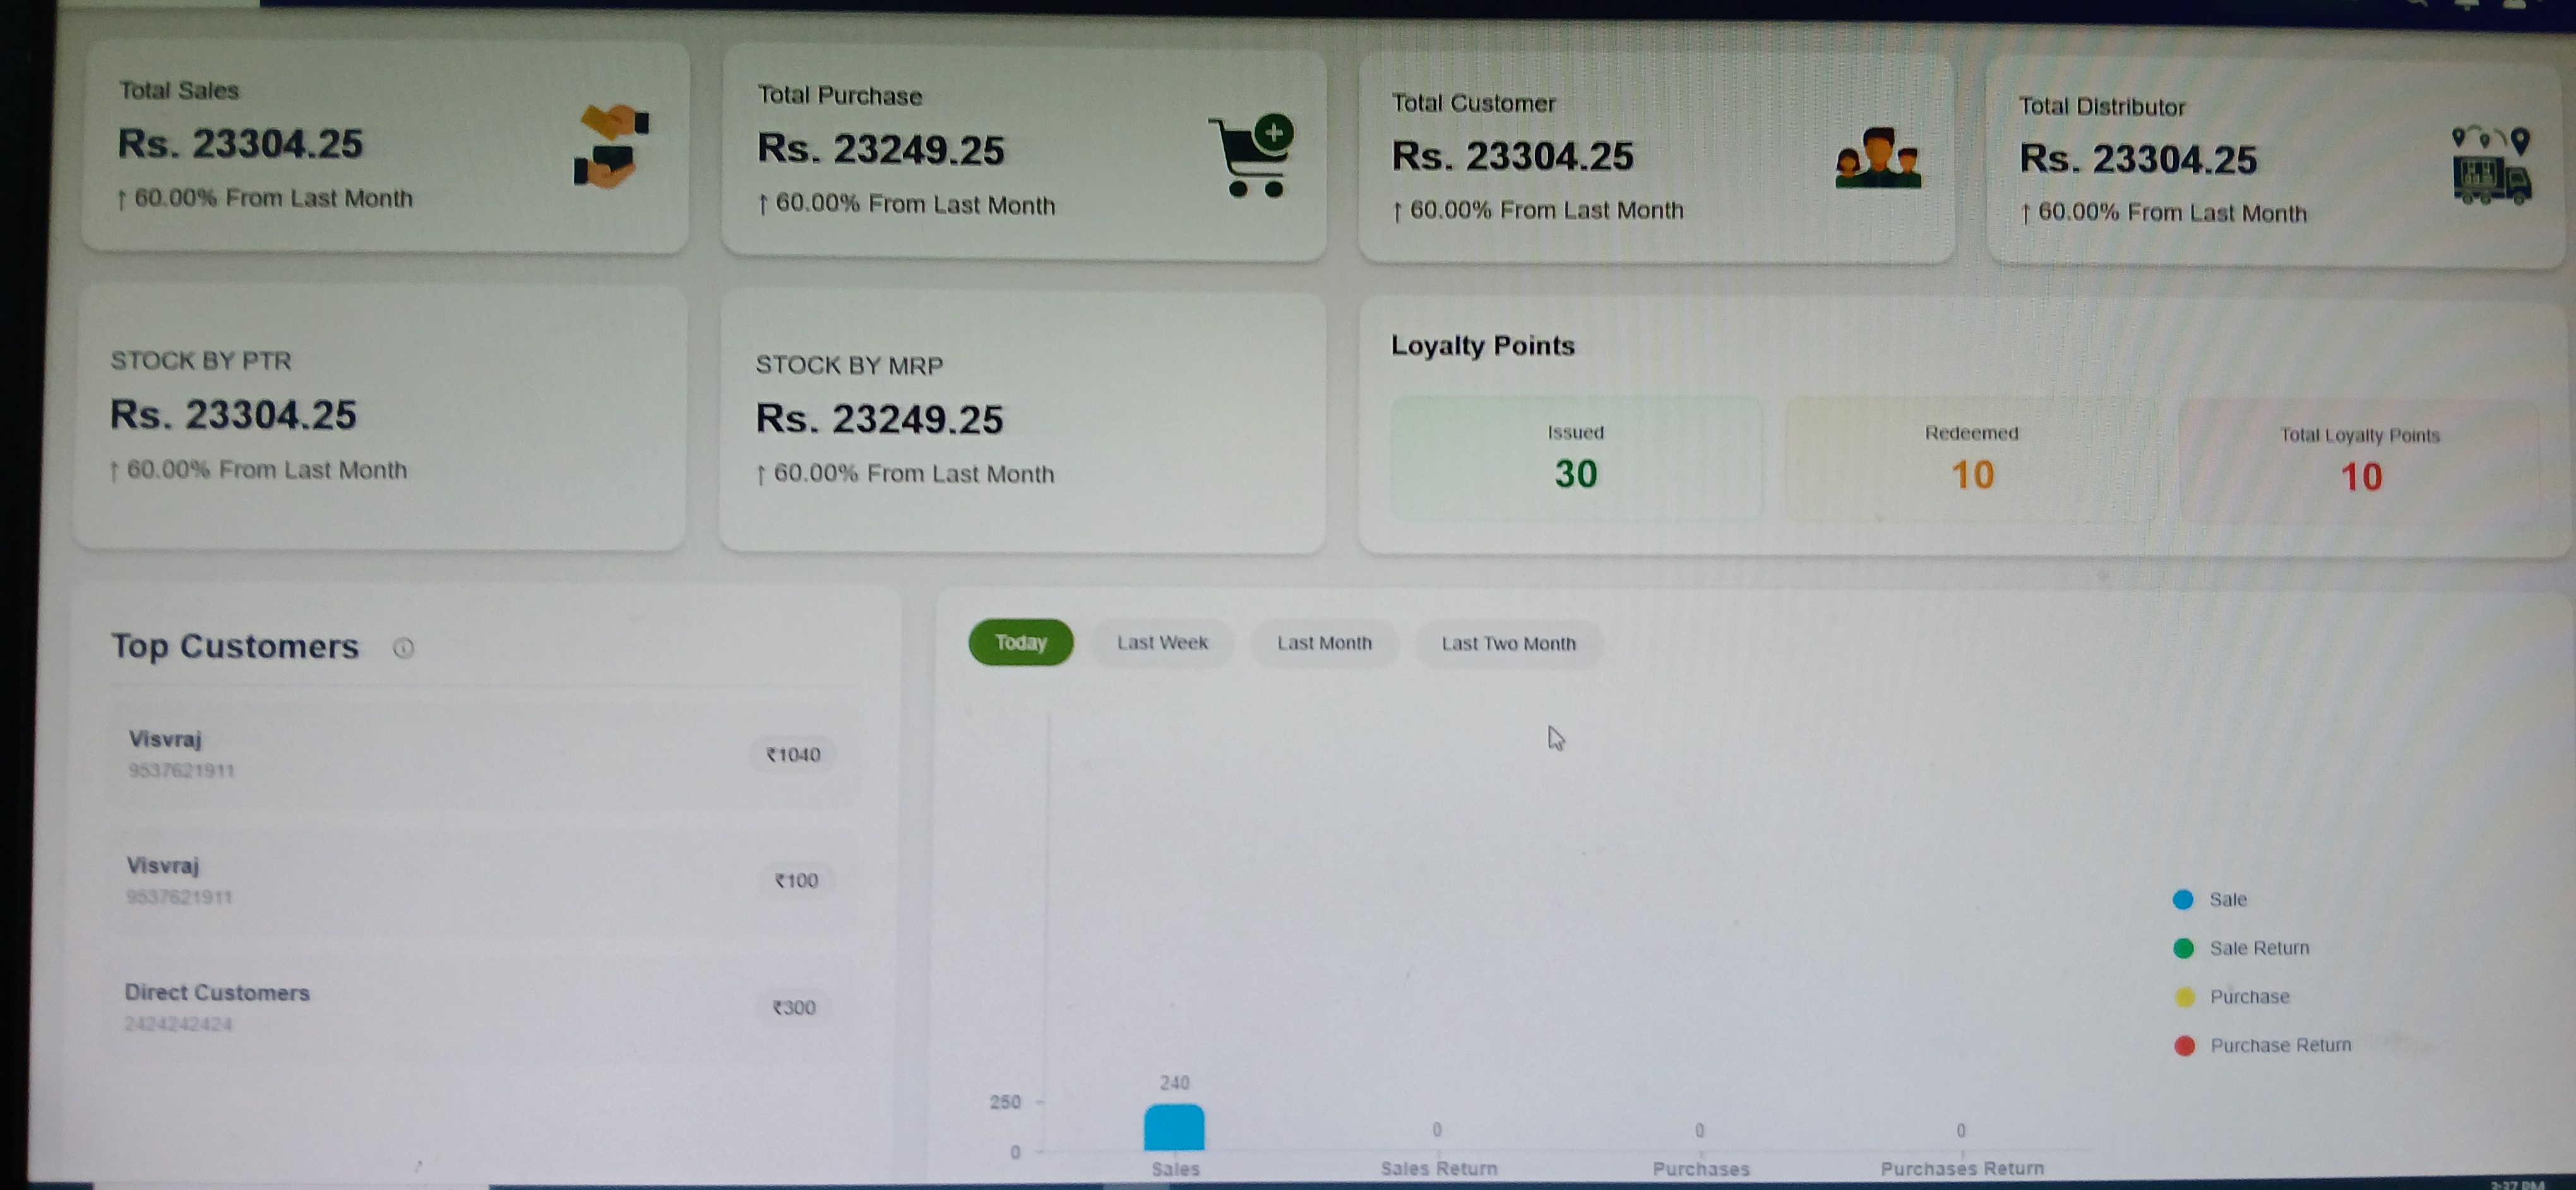 Total Sales
Rs. 23304.25
↑ 60.00% From Last Month
Total Purchase
Rs. 23249.25
↑ 60.00% From Last Month
Total Customer
Rs. 23304.25
↑ 60.00% From Last Month
Total Distributor
Rs. 23304.25
↑ 60.00% From Last Month
STOCK BY PTR
Rs. 23304.25
↑ 60.00% From Last Month
STOCK BY MRP
Rs. 23249.25
↑ 60.00% From Last Month
Loyalty Points
Issued
30
Redeemed
10
Total Loyalty Points
10
Top Customers
Visvraj
9537621911
₹1040
Visvraj
9537621911
₹100
Direct Customers
2424242424
₹300
Today Last Week Last Month Last Two Month
Sale
Sale Return
Purchase
Purchase Return
250
0
240
0
0
0
Sales Sales Return Purchases Purchases Return